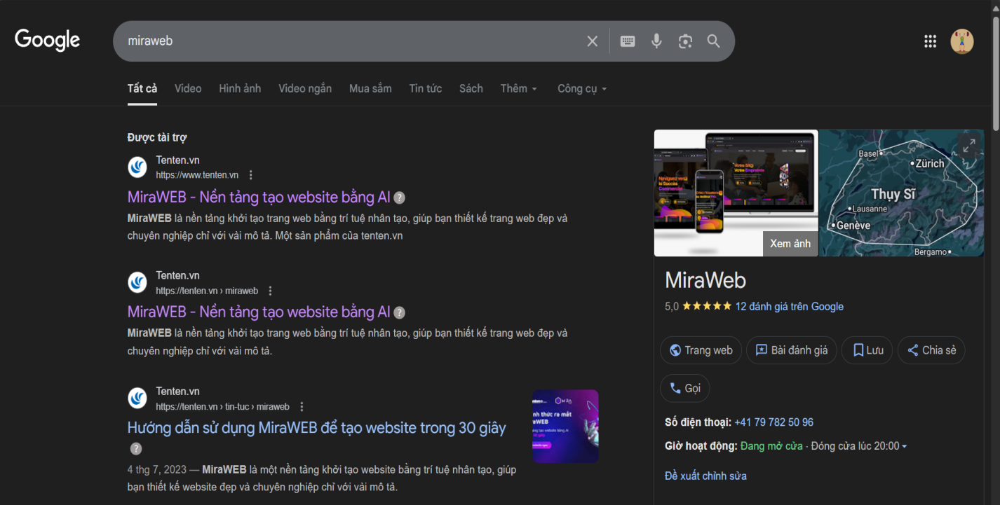 Google
miraweb
Tất cả
Video
Hình ảnh
Video ngắn
Mua sắm
Tin tức
Sách
Thêm
Công cụ
Được tài trợ
Tenten.vn
https://www.tenten.vn
MiraWEB - Nền tảng tạo website bằng AI
MiraWEB là nền tảng khởi tạo trang web bằng trí tuệ nhân tạo, giúp bạn thiết kế trang web đẹp và
chuyên nghiệp chỉ với vài mô tả. Một sản phẩm của tenten.vn
Tenten.vn
https://tenten.vn › miraweb
MiraWEB - Nền tảng tạo website bằng AI
MiraWEB là nền tảng khởi tạo trang web bằng trí tuệ nhân tạo, giúp bạn thiết kế trang web đẹp và
chuyên nghiệp chỉ với vài mô tả.
Tenten.vn
https://tenten.vn › tin-tuc › miraweb
Hướng dẫn sử dụng MiraWEB để tạo website trong 30 giây
4 thg 7, 2023 — MiraWEB là một nền tảng khởi tạo website bằng trí tuệ nhân tạo, giúp
bạn thiết kế website đẹp và chuyên nghiệp chỉ với vài mô tả.
Votre Empreinte
Naviguez vers
le Succès
Xem ảnh
Basel
Zürich
Thụy Sĩ
Lausanne
Genève
Bergamo
MiraWeb
5,0 ★★★★★ 12 đánh giá trên Google
Trang web
Bài đánh giá
Lưu
Chia sẻ
Gọi
Số điện thoại: +41 79 782 50 96
Giờ hoạt động: Đang mở cửa · Đóng cửa lúc 20:00
Đề xuất chỉnh sửa